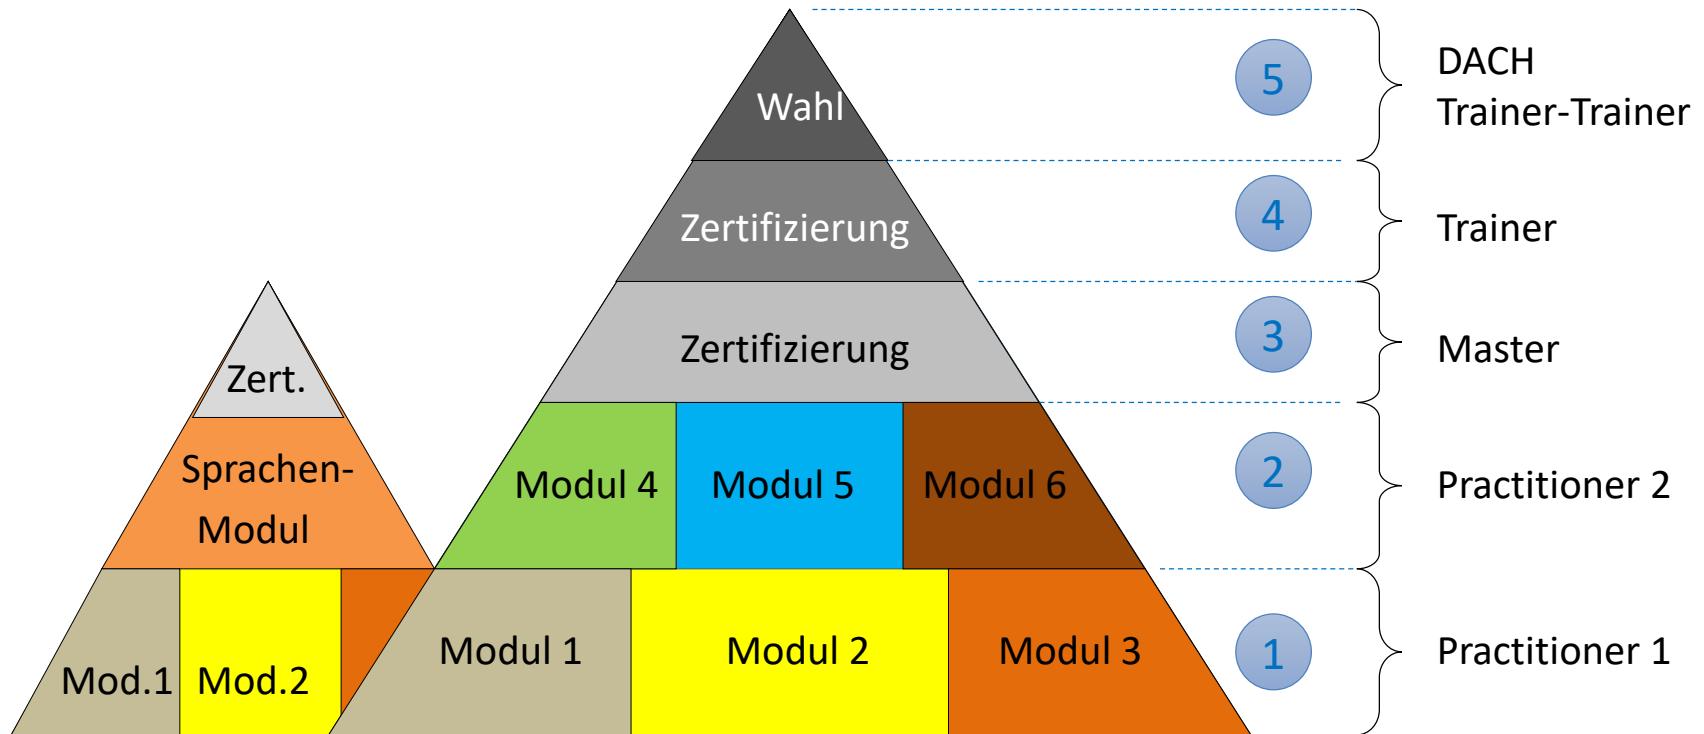 Wahl
5
DACH
Trainer-Trainer
Zertifizierung
4
Trainer
Zertifizierung
3
Master
Zert.
Sprachen-
Modul
Modul 4
Modul 5
Modul 6
2
Practitioner 2
Mod.1
Mod.2
Modul 1
Modul 2
Modul 3
1
Practitioner 1